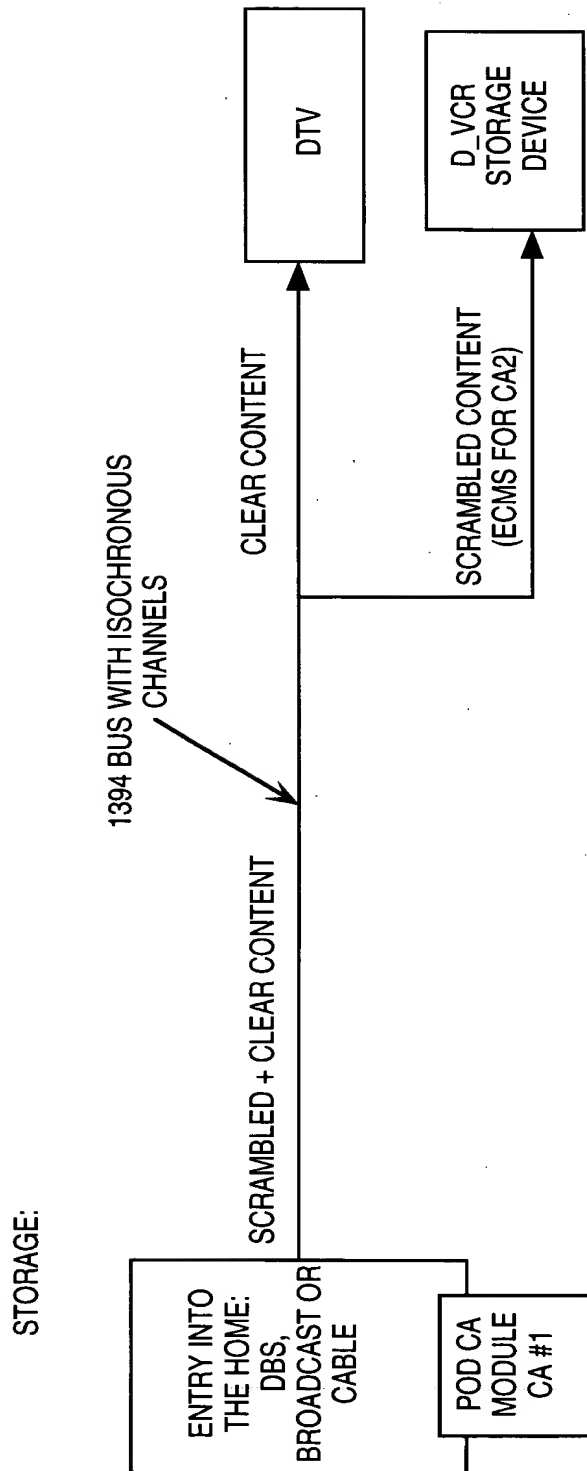 STORAGE:
ENTRY INTO
THE HOME:
DBS,
BROADCAST OR
CABLE
POD CA
MODULE
CA #1
SCRAMBLED + CLEAR CONTENT
1394 BUS WITH ISOCHRONOUS
CHANNELS
CLEAR CONTENT
SCRAMBLED CONTENT
(ECMS FOR CA2)
DTV
D_VCR
STORAGE
DEVICE